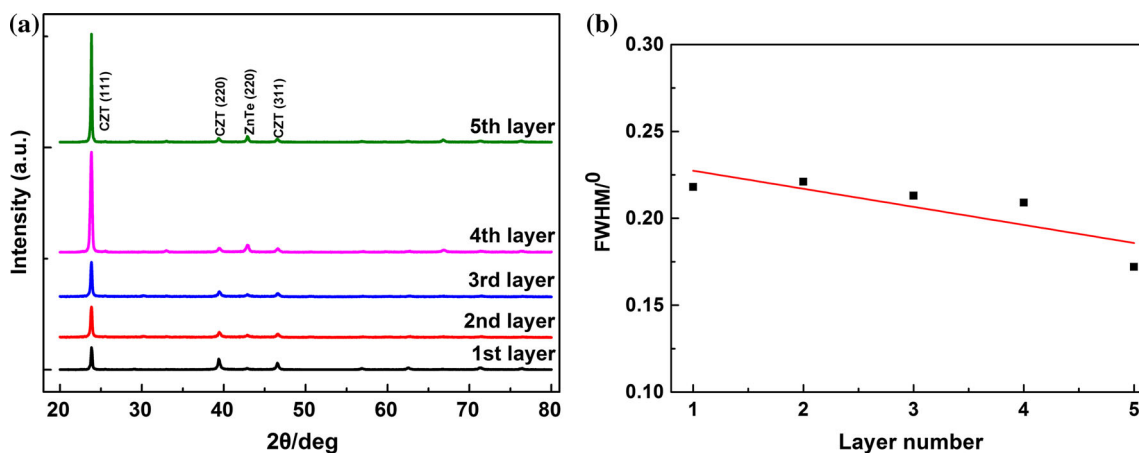 (a)
Intensity (a.u.)
CZT (111)
CZT (220)
ZnTe (220)
CZT (311)
5th layer
4th layer
3rd layer
2nd layer
1st layer
20 30 40 50 60 70 80
2θ/deg
(b)
FWHM/⁰
0.30
0.25
0.20
0.15
0.10
1 2 3 4 5
Layer number